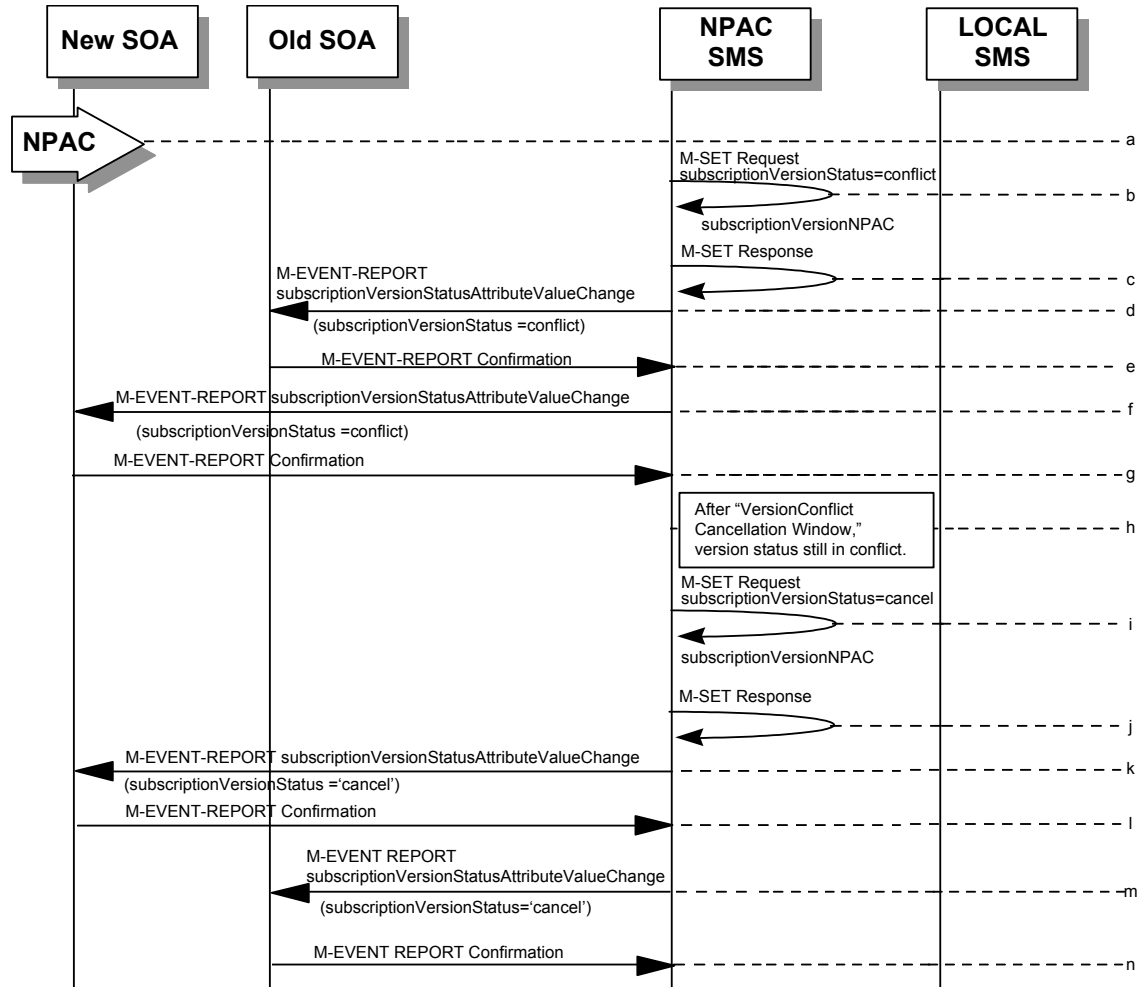 New SOA
Old SOA
NPAC
SMS
LOCAL
SMS
NPAC
a
M-SET Request
subscriptionVersionStatus=conflict
b
subscriptionVersionNPAC
M-SET Response
c
M-EVENT-REPORT
subscriptionVersionStatusAttributeValueChange
d
(subscriptionVersionStatus =conflict)
M-EVENT-REPORT Confirmation
e
M-EVENT-REPORT subscriptionVersionStatusAttributeValueChange
f
(subscriptionVersionStatus =conflict)
M-EVENT-REPORT Confirmation
g
After “VersionConflict
Cancellation Window,”
version status still in conflict.
h
M-SET Request
subscriptionVersionStatus=cancel
i
subscriptionVersionNPAC
M-SET Response
j
M-EVENT-REPORT subscriptionVersionStatusAttributeValueChange
k
(subscriptionVersionStatus =‘cancel’)
M-EVENT-REPORT Confirmation
l
M-EVENT REPORT
subscriptionVersionStatusAttributeValueChange
m
(subscriptionVersionStatus=‘cancel’)
M-EVENT REPORT Confirmation
n